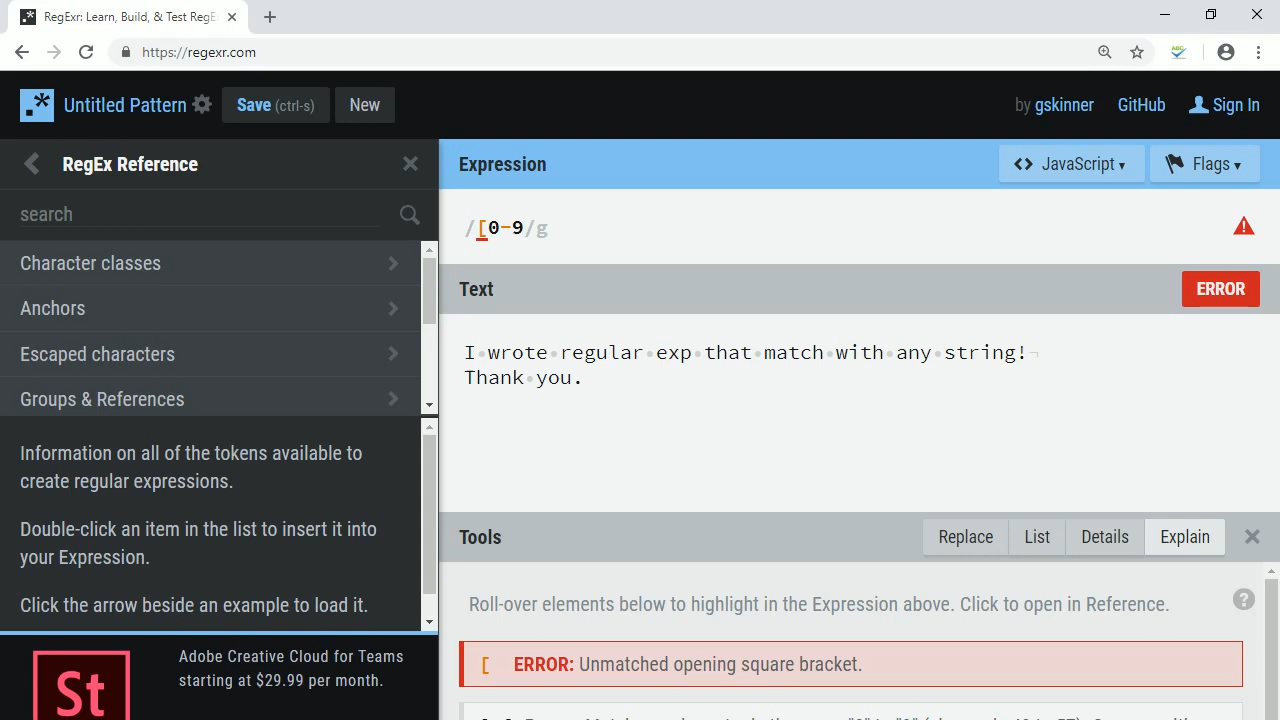 RegExr: Learn, Build, & Test RegE
https://regexr.com
ABC
Untitled Pattern
Save (ctrl-s)
New
by gskinner
GitHub
Sign In
RegEx Reference
Expression
<> JavaScript ▾
Flags ▾
search
/[0-9/g
Character classes
Text
ERROR
Anchors
I wrote regular exp that match with any string!
Thank you.
Escaped characters
Groups & References
Information on all of the tokens available to
create regular expressions.
Double-click an item in the list to insert it into
your Expression.
Click the arrow beside an example to load it.
Tools
Replace
List
Details
Explain
Roll-over elements below to highlight in the Expression above. Click to open in Reference.
?
[ ERROR: Unmatched opening square bracket.
St
Adobe Creative Cloud for Teams
starting at $29.99 per month.